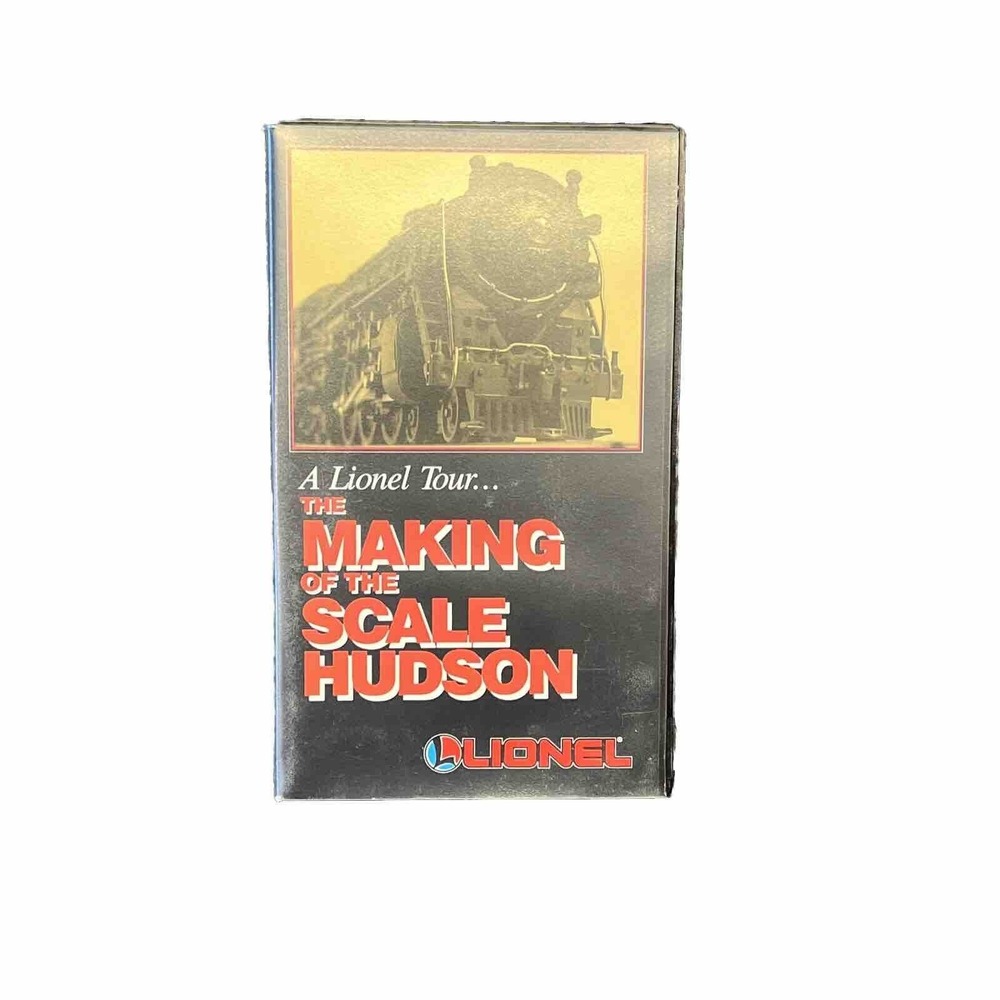 A Lionel Tour...
THE
MAKING
OF THE
SCALE
HUDSON
LIONEL®